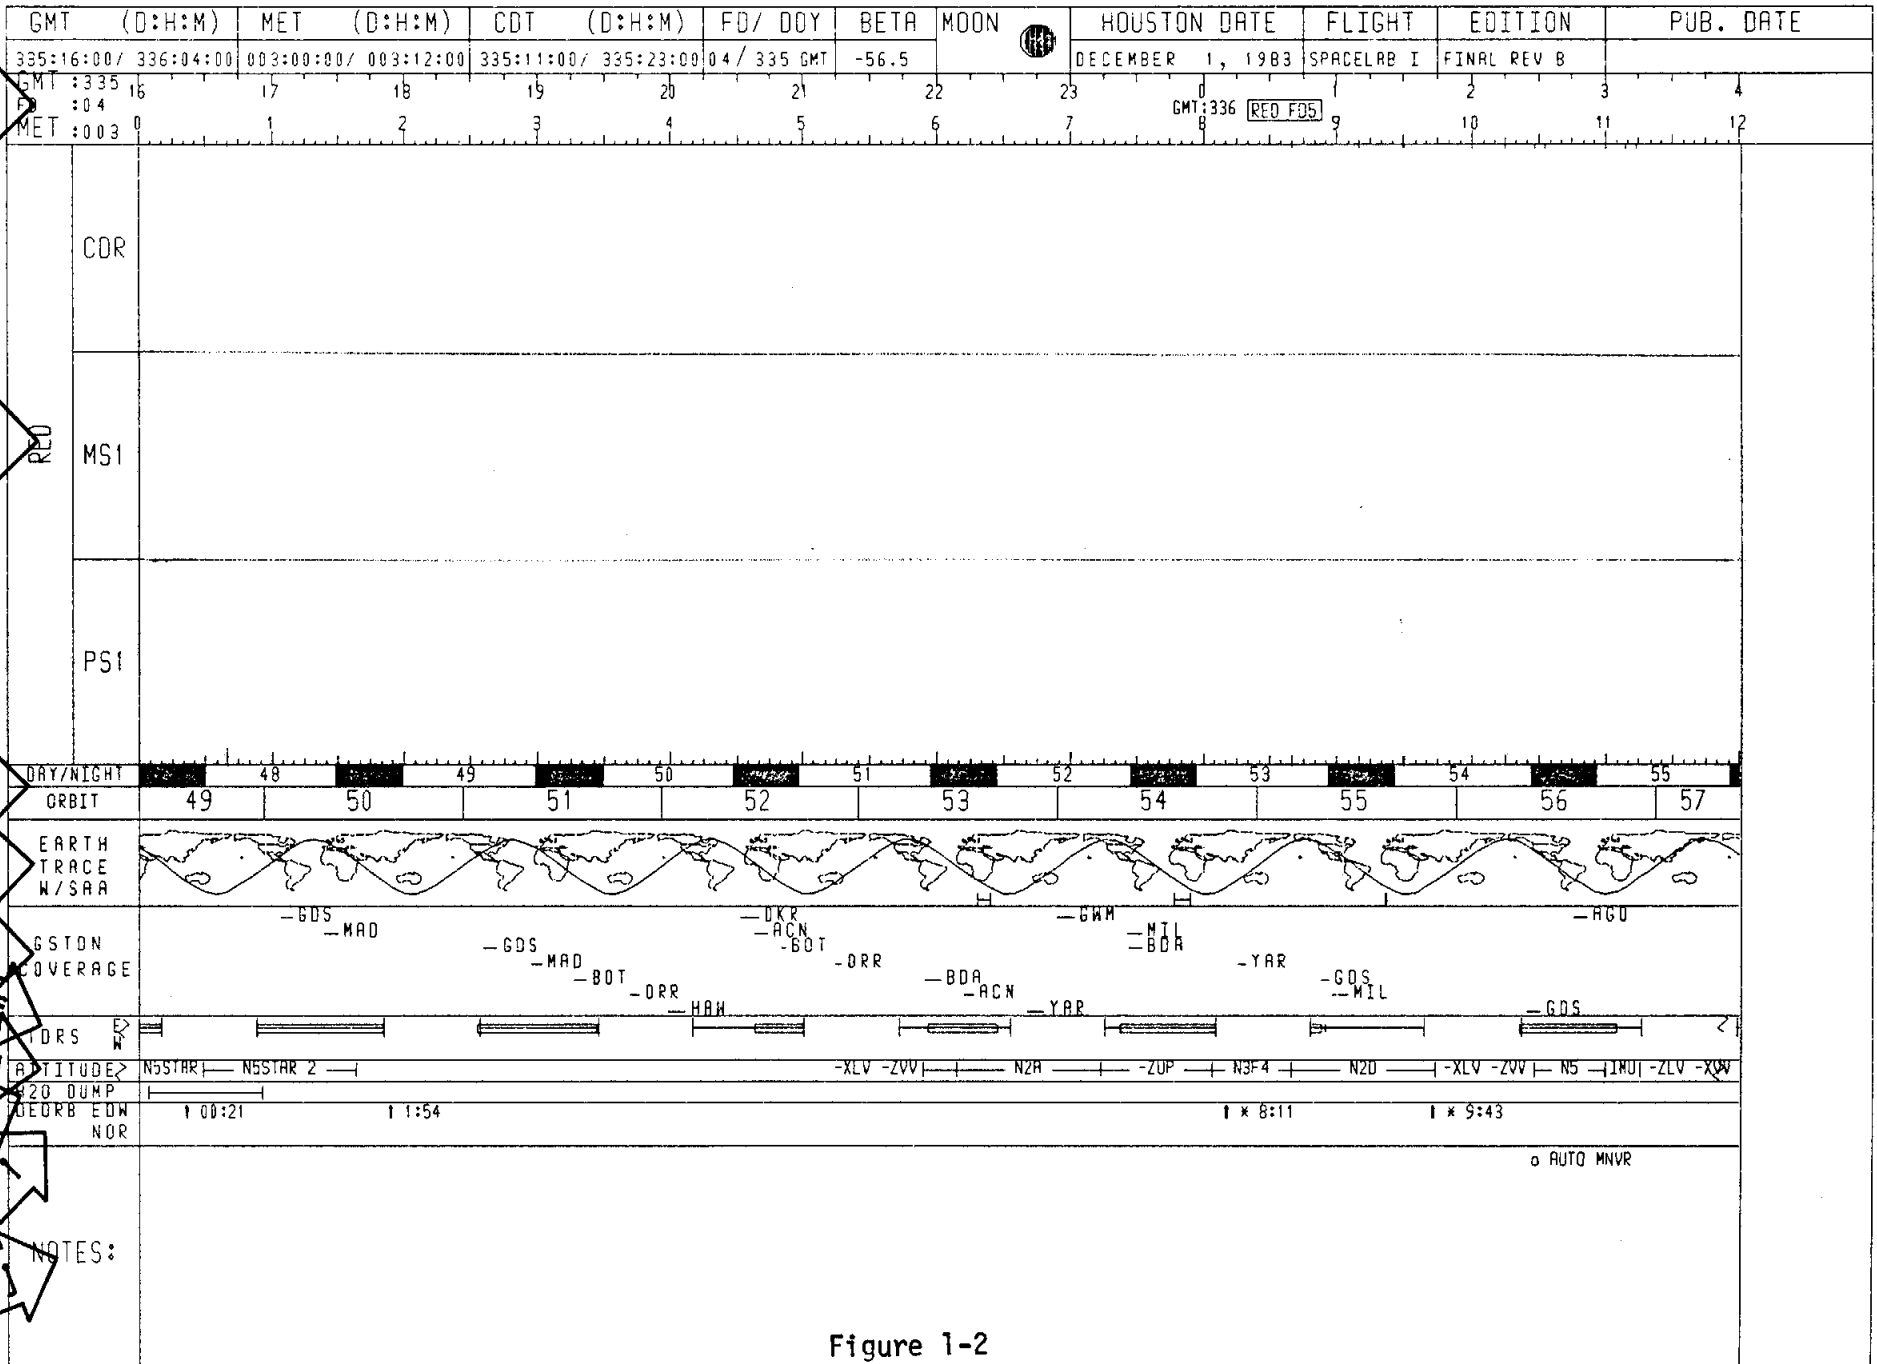 GMT (D:H:M) MET (D:H:M) CDT (D:H:M) FD/ DOY BETA MOON HOUSTON DATE FLIGHT EDITION PUB. DATE
335:16:00/ 336:04:00 003:00:00/ 003:12:00 335:11:00/ 335:23:00 04/ 335 GMT -56.5 DECEMBER 1, 1983 SPACELAB I FINAL REV B
GMT :335 16 17 18 19 20 21 22 23 0 1 2 3 4
FD :04 GMT:336 RED FD5
MET :003 0 1 2 3 4 5 6 7 8 9 10 11 12
CDR
RED
MS1
PS1
DAY/NIGHT 48 49 50 51 52 53 54 55
ORBIT 49 50 51 52 53 54 55 56 57
EARTH
TRACE
W/SAA
GSTDN
COVERAGE
-GDS -DKR -GWM -AGO
-MAD -ACN -MIL
-GDS -BOT -BDA
-MAD -ORR -YAR
-BOT -BDA -GDS
-ORR -ACN -MIL
-HAW -YAR -GDS
TDRS E> W
ATTITUDE> N5STAR N5STAR 2 -XLV -ZVV N2A -ZUP N3F4 N2D -XLV -ZVV N5 IMU -ZLV -XVV
H2O DUMP
DEORB EDW ↑ 00:21 ↑ 1:54 ↑ * 8:11 ↑ * 9:43
NOR
o AUTO MNVR
NOTES:
Figure 1-2